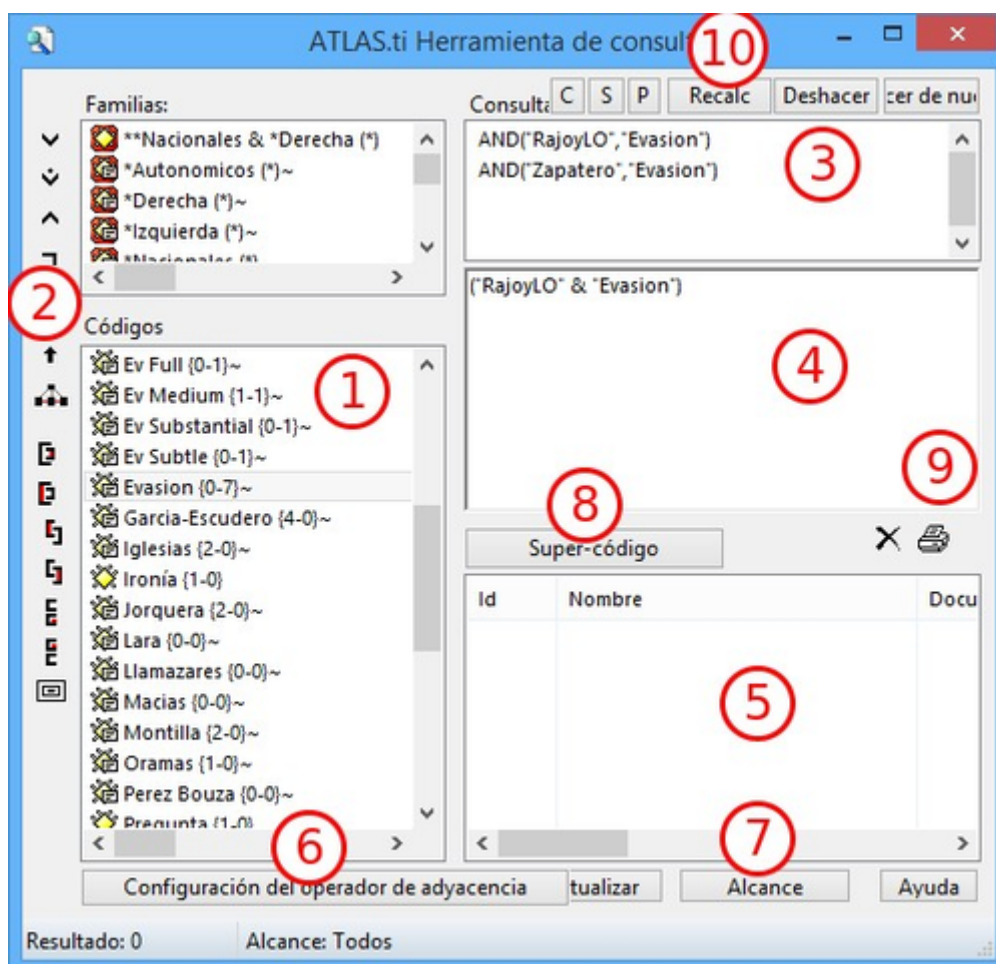 ATLAS.ti Herramienta de consul
10
Familias:
Consulta C S P Recalc Deshacer cer de nu
**Nacionales & *Derecha (*)
*Autonomicos (*)~
*Derecha (*)~
*Izquierda (*)~
*Nacionales (*)
AND("RajoyLO","Evasion")
AND("Zapatero","Evasion")
3
2
Códigos
Ev Full {0-1}~
Ev Medium {1-1}~
Ev Substantial {0-1}~
Ev Subtle {0-1}~
Evasion {0-7}~
Garcia-Escudero {4-0}~
Iglesias {2-0}~
Ironía {1-0}
Jorquera {2-0}~
Lara {0-0}~
Llamazares {0-0}~
Macias {0-0}~
Montilla {2-0}~
Oramas {1-0}~
Perez Bouza {0-0}~
Pregunta {1-0}
1
("RajoyLO" & "Evasion")
4
9
8
Super-código
Id Nombre Docu
5
6
7
Configuración del operador de adyacencia tualizar Alcance Ayuda
Resultado: 0 Alcance: Todos